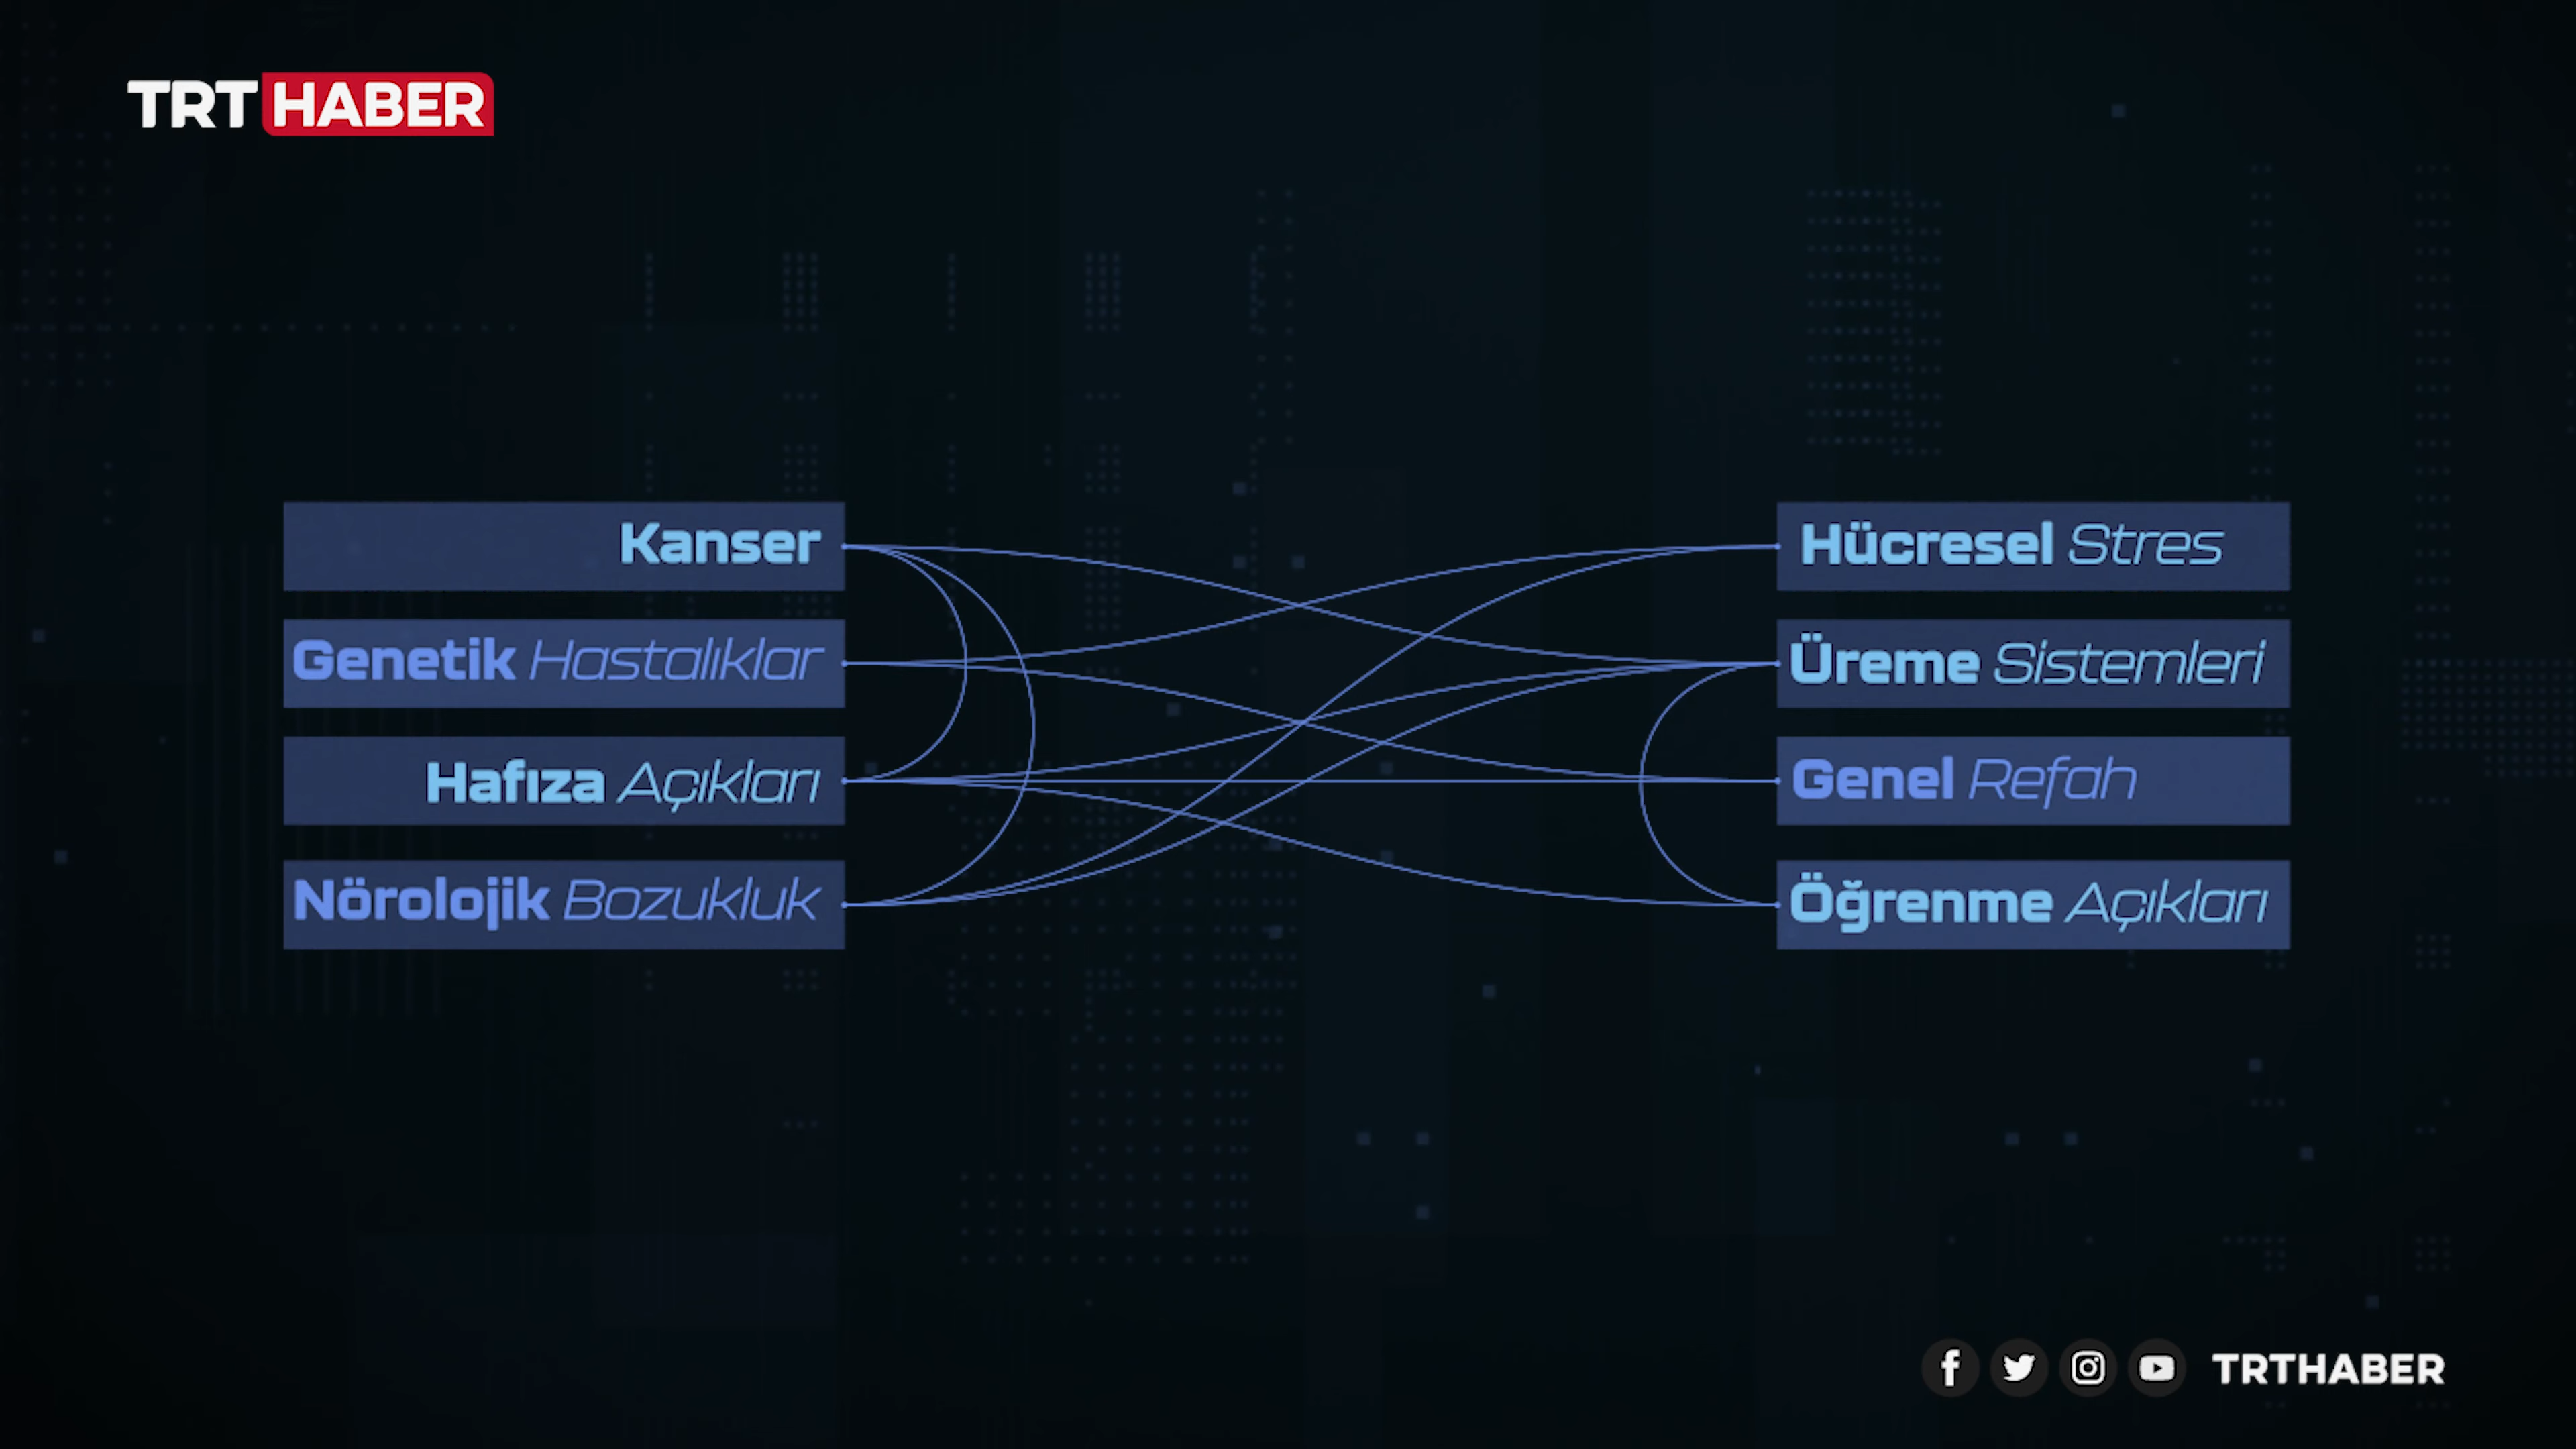 TRT HABER
Kanser
Genetik Hastalıklar
Hafıza Açıkları
Nörolojik Bozukluk
Hücresel Stres
Üreme Sistemleri
Genel Refah
Öğrenme Açıkları
TRTHABER